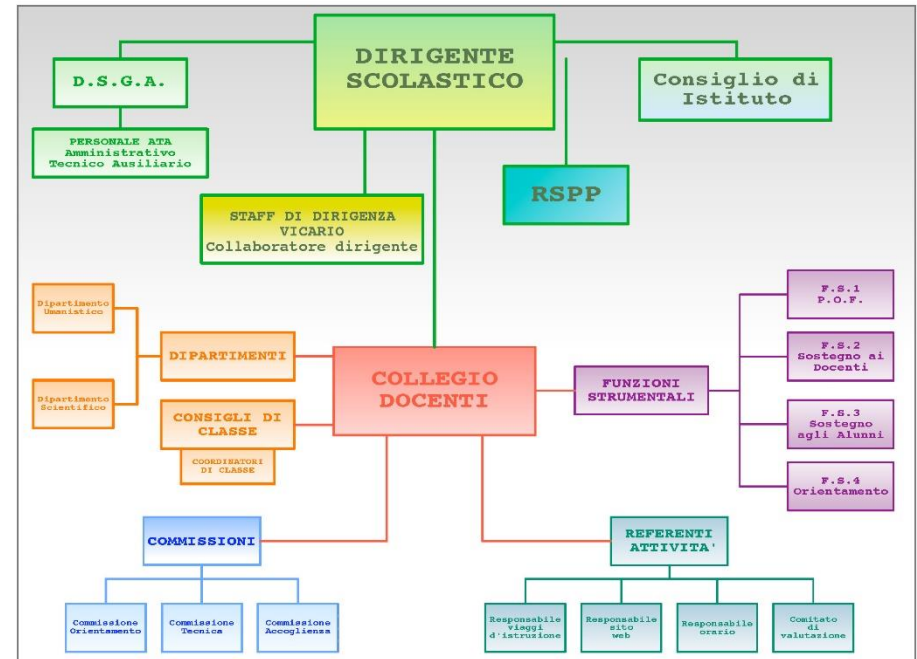 DIRIGENTE
SCOLASTICO
D.S.G.A.
Consiglio di
Istituto
PERSONALE ATA
Amministrativo
Tecnico Ausiliario
RSPP
STAFF DI DIRIGENZA
VICARIO
Collaboratore dirigente
Dipartimento
Umanistico
Dipartimento
Scientifico
DIPARTIMENTI
CONSIGLI DI
CLASSE
COORDINATORI
DI CLASSE
COLLEGIO
DOCENTI
FUNZIONI
STRUMENTALI
F.S.1
P.O.F.
F.S.2
Sostegno ai
Docenti
F.S.3
Sostegno
agli Alunni
F.S.4
Orientamento
COMMISSIONI
Commissione
Orientamento
Commissione
Tecnica
Commissione
Accoglienza
REFERENTI
ATTIVITA'
Responsabile
viaggi
d'istruzione
Responsabile
sito
web
Responsabile
orario
Comitato
di
valutazione